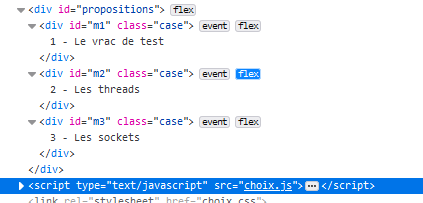 <div id="propositions"> flex
<div id="m1" class="case"> event flex
1 - Le vrac de test
</div>
<div id="m2" class="case"> event flex
2 - Les threads
</div>
<div id="m3" class="case"> event flex
3 - Les sockets
</div>
</div>
<script type="text/javascript" src="choix.js"> ... </script>
<link rel="stylesheet" href="choix.css">